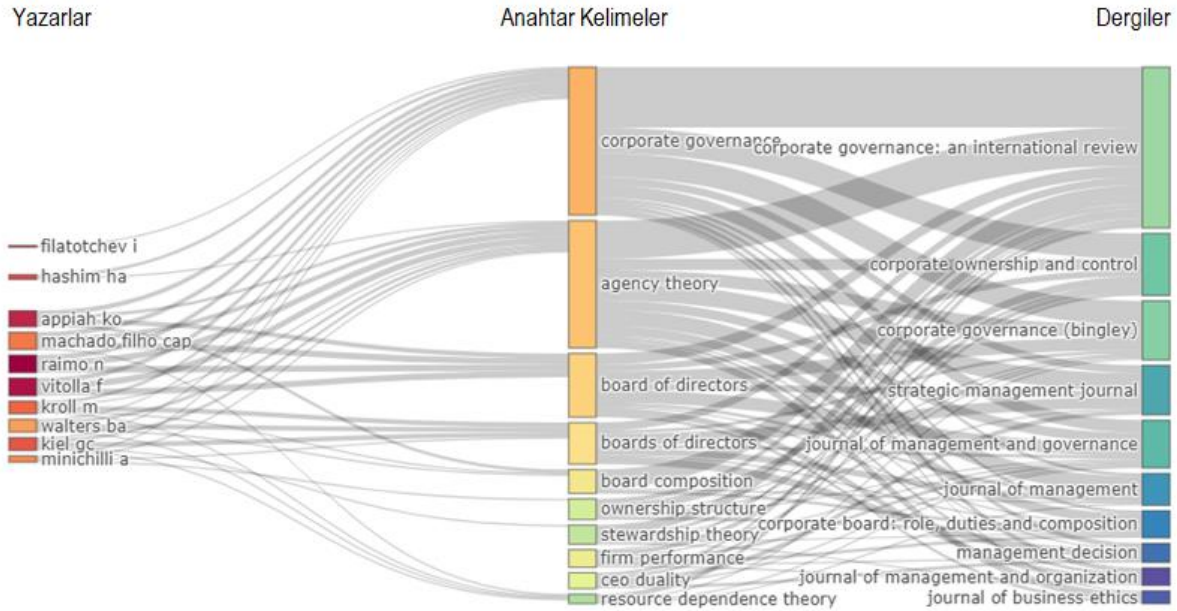 Yazarlar
Anahtar Kelimeler
Dergiler
filatotchev i
hashim ha
appiah ko
machado filho cap
raimo n
vitolla f
kroll m
walters ba
kiel gc
minichilli a
corporate governance
agency theory
board of directors
boards of directors
board composition
ownership structure
stewardship theory
firm performance
ceo duality
resource dependence theory
corporate governance: an international review
corporate ownership and control
corporate governance (bingley)
strategic management journal
journal of management and governance
journal of management
corporate board: role, duties and composition
management decision
journal of management and organization
journal of business ethics